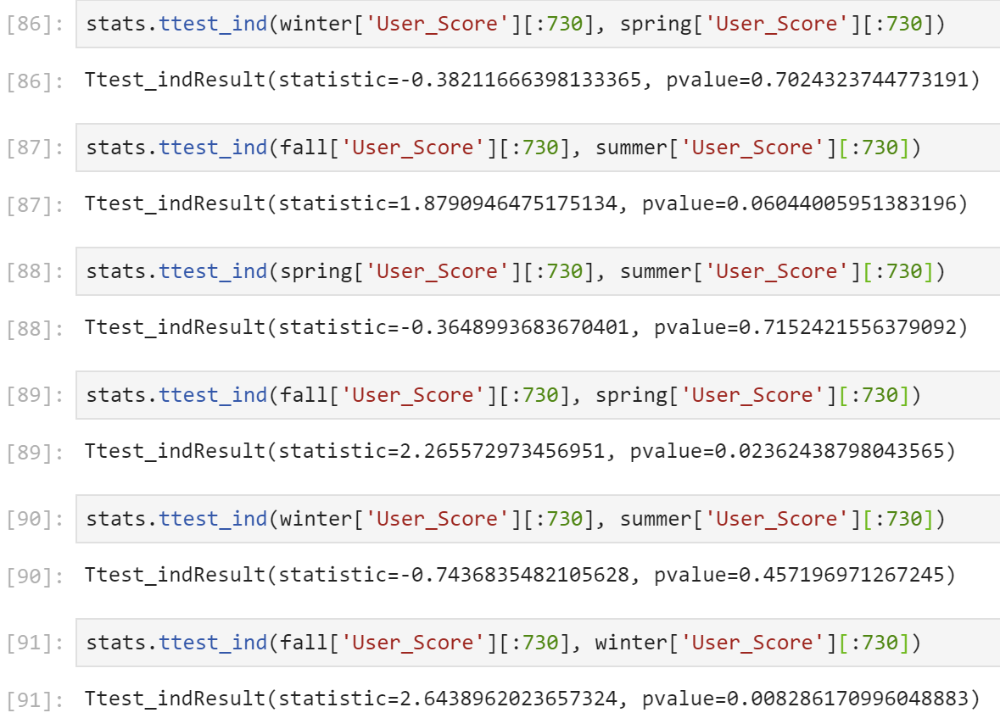 [86]: stats.ttest_ind(winter['User_Score'][:730], spring['User_Score'][:730])
[86]: Ttest_indResult(statistic=-0.38211666398133365, pvalue=0.7024323744773191)
[87]: stats.ttest_ind(fall['User_Score'][:730], summer['User_Score'][:730])
[87]: Ttest_indResult(statistic=1.8790946475175134, pvalue=0.06044005951383196)
[88]: stats.ttest_ind(spring['User_Score'][:730], summer['User_Score'][:730])
[88]: Ttest_indResult(statistic=-0.3648993683670401, pvalue=0.7152421556379092)
[89]: stats.ttest_ind(fall['User_Score'][:730], spring['User_Score'][:730])
[89]: Ttest_indResult(statistic=2.265572973456951, pvalue=0.02362438798043565)
[90]: stats.ttest_ind(winter['User_Score'][:730], summer['User_Score'][:730])
[90]: Ttest_indResult(statistic=-0.7436835482105628, pvalue=0.457196971267245)
[91]: stats.ttest_ind(fall['User_Score'][:730], winter['User_Score'][:730])
[91]: Ttest_indResult(statistic=2.6438962023657324, pvalue=0.008286170996048883)